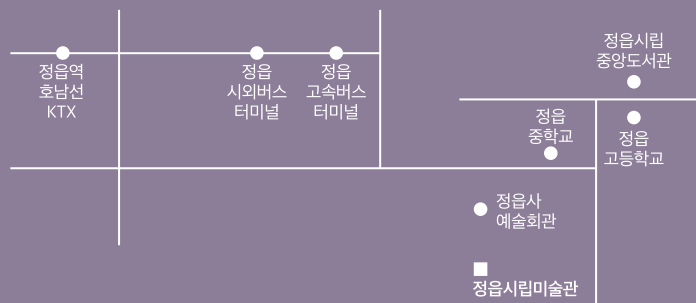 정읍역
호남선
KTX
정읍
시외버스
터미널
정읍
고속버스
터미널
정읍시립
중앙도서관
정읍
중학교
정읍
고등학교
정읍사
예술회관
정읍시립미술관